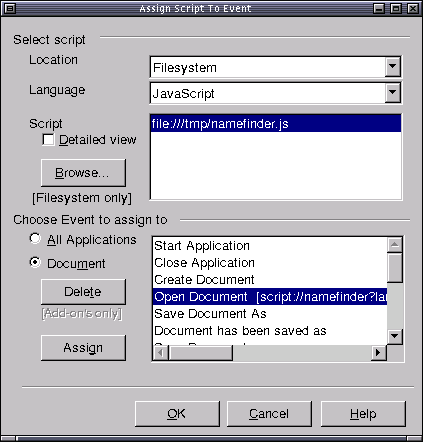 Assign Script To Event
Select script
Location
Filesystem
Language
JavaScript
Script
file:///tmp/namefinder.js
Detailed view
Browse...
[Filesystem only]
Choose Event to assign to
All Applications
Document
Start Application
Close Application
Create Document
Open Document [script://namefinder?lan
Save Document As
Document has been saved as
Delete
[Add-on's only]
Assign
OK
Cancel
Help